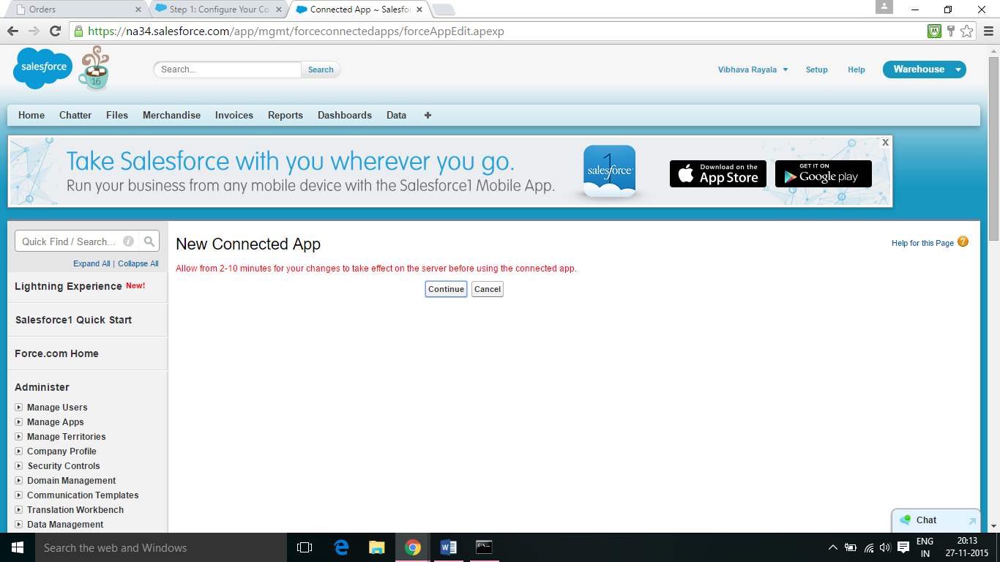 Orders
Step 1: Configure Your Co
Connected App ~ Salesfo
https://na34.salesforce.com/app/mgmt/forceconnectedapps/forceAppEdit.apexp
salesforce
16
Search...
Search
Vibhava Rayala
Setup
Help
Warehouse
Home
Chatter
Files
Merchandise
Invoices
Reports
Dashboards
Data
Take Salesforce with you wherever you go.
Run your business from any mobile device with the Salesforce1 Mobile App.
1
salesforce
Download on the
App Store
GET IT ON
Google play
X
Quick Find / Search...
Expand All | Collapse All
Lightning Experience New!
Salesforce1 Quick Start
Force.com Home
Administer
Manage Users
Manage Apps
Manage Territories
Company Profile
Security Controls
Domain Management
Communication Templates
Translation Workbench
Data Management
New Connected App
Help for this Page ?
Allow from 2-10 minutes for your changes to take effect on the server before using the connected app.
Continue
Cancel
Chat
Search the web and Windows
ENG
IN
20:13
27-11-2015